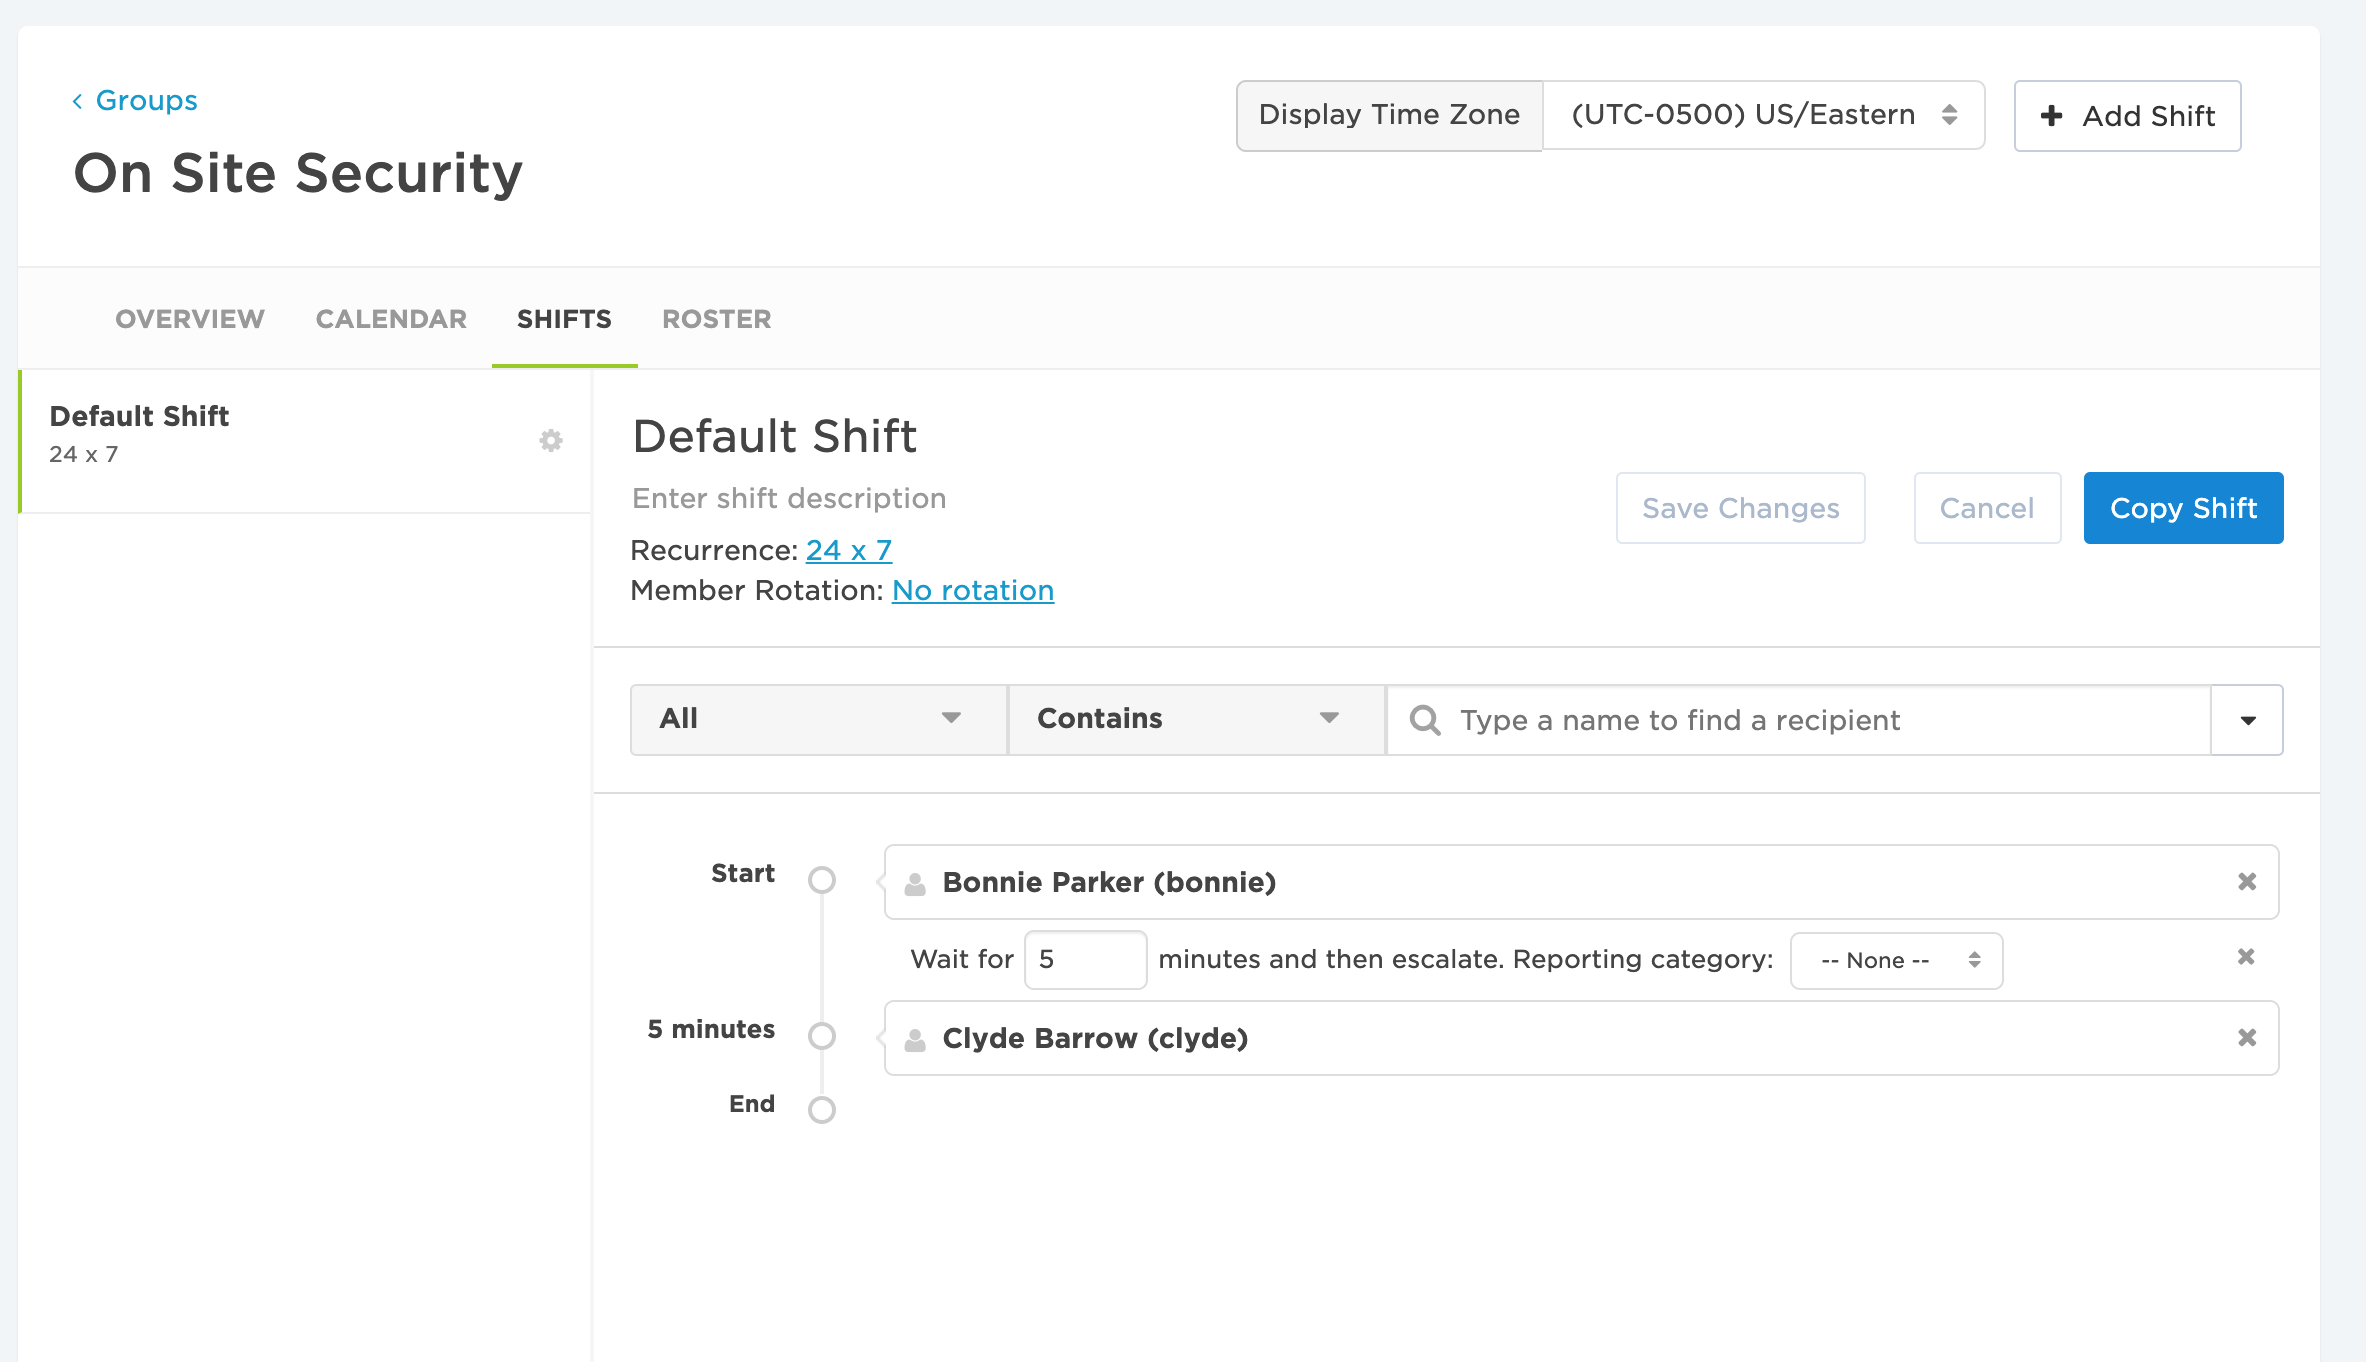 Groups
On Site Security
Display Time Zone (UTC-0500) US/Eastern
Add Shift
OVERVIEW CALENDAR SHIFTS ROSTER
Default Shift
24 x 7
Default Shift
Enter shift description
Recurrence: 24 x 7
Member Rotation: No rotation
Save Changes Cancel Copy Shift
All Contains Type a name to find a recipient
Start Bonnie Parker (bonnie)
Wait for 5 minutes and then escalate. Reporting category: -- None --
5 minutes Clyde Barrow (clyde)
End